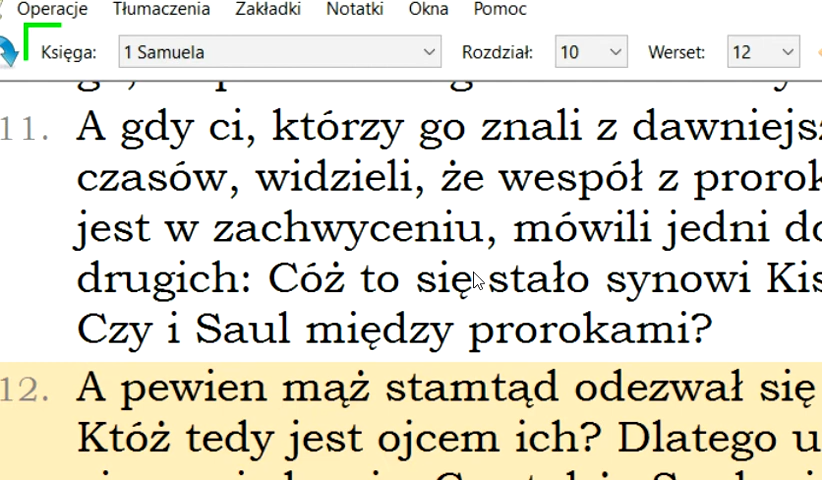 Operacje Tłumaczenia Zakładki Notatki Okna Pomoc
Księga: 1 Samuela Rozdział: 10 Werset: 12
11. A gdy ci, którzy go znali z dawniejsz
czasów, widzieli, że wespół z prorok
jest w zachwyceniu, mówili jedni do
drugich: Cóż to się stało synowi Kis
Czy i Saul między prorokami?
12. A pewien mąż stamtąd odezwał się
Któż tedy jest ojcem ich? Dlatego u